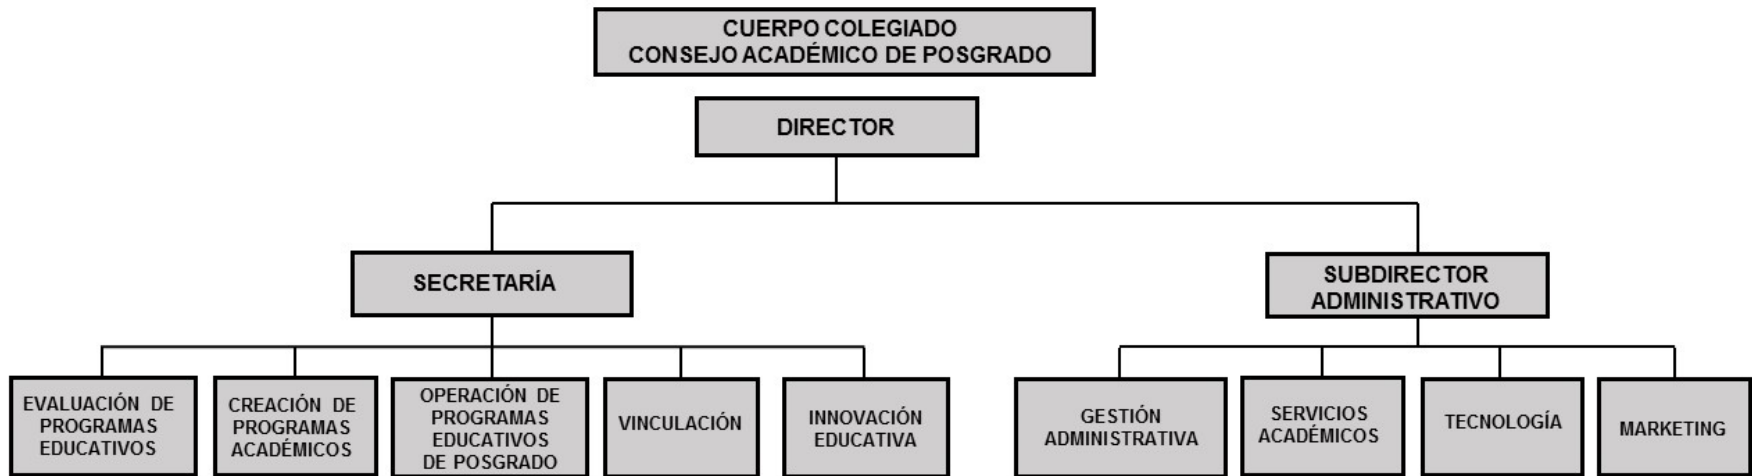 CUERPO COLEGIADO
CONSEJO ACADÉMICO DE POSGRADO
DIRECTOR
SECRETARÍA
SUBDIRECTOR
ADMINISTRATIVO
EVALUACIÓN DE
PROGRAMAS
EDUCATIVOS
CREACIÓN DE
PROGRAMAS
ACADÉMICOS
OPERACIÓN DE
PROGRAMAS
EDUCATIVOS
DE POSGRADO
VINCULACIÓN
INNOVACIÓN
EDUCATIVA
GESTIÓN
ADMINISTRATIVA
SERVICIOS
ACADÉMICOS
TECNOLOGÍA
MARKETING